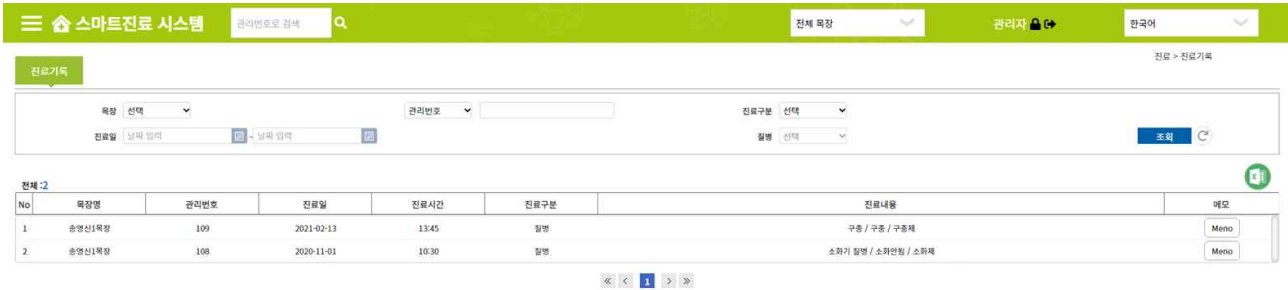 스마트진료 시스템 관리번호로 검색 전체 목장 관리자 한국어
진료 > 진료기록
진료기록
목장 선택 관리번호 진료구분 선택
진료일 날짜 입력 ~ 날짜 입력 질병 선택 조회
전체 :2
No 목장명 관리번호 진료일 진료시간 진료구분 진료내용 메모
1 송영신1목장 109 2021-02-13 13:45 질병 구충 / 구충 / 구충제 Meno
2 송영신1목장 108 2020-11-01 10:30 질병 소화기 질병 / 소화안됨 / 소화제 Meno
« < 1 > »